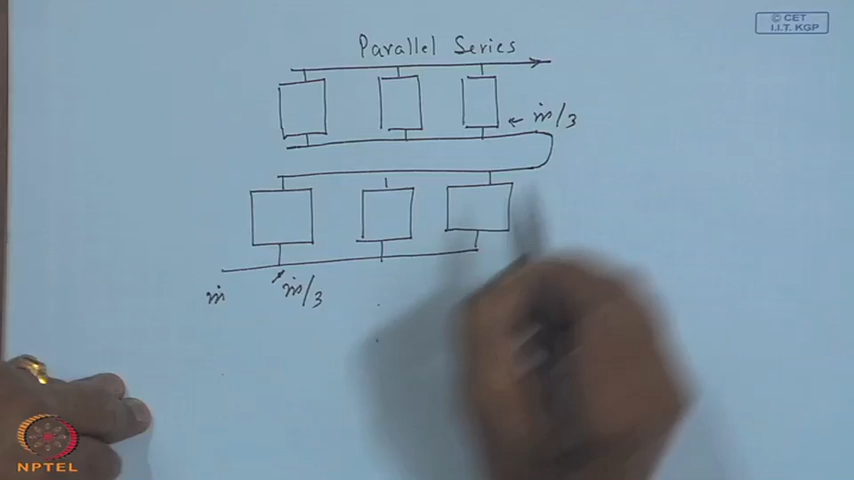 © CET
I.I.T. KGP
Parallel Series
ṁ/3
ṁ
ṁ/3
NPTEL